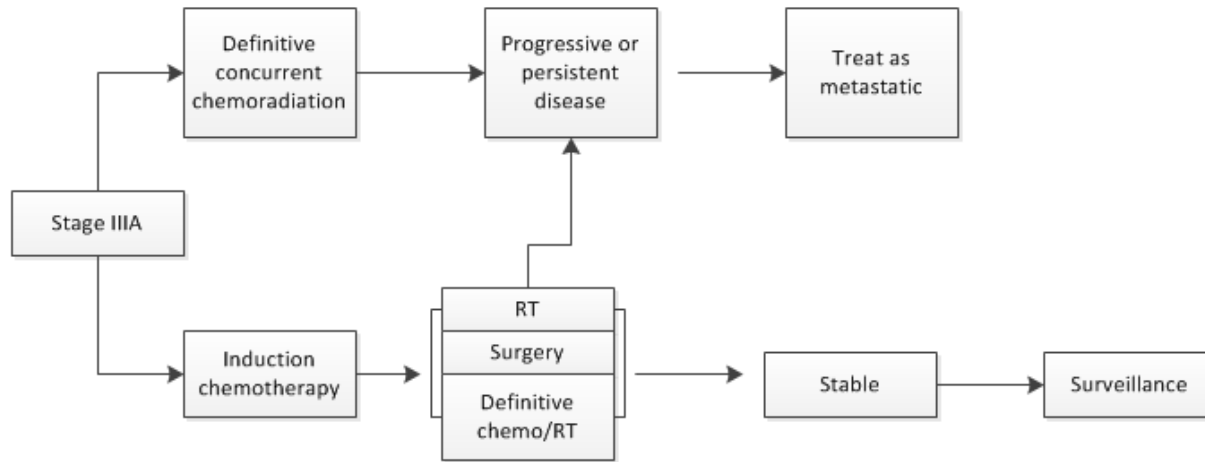 Definitive
concurrent
chemoradiation
Progressive or
persistent
disease
Treat as
metastatic
Stage IIIA
Induction
chemotherapy
RT
Surgery
Definitive
chemo/RT
Stable
Surveillance